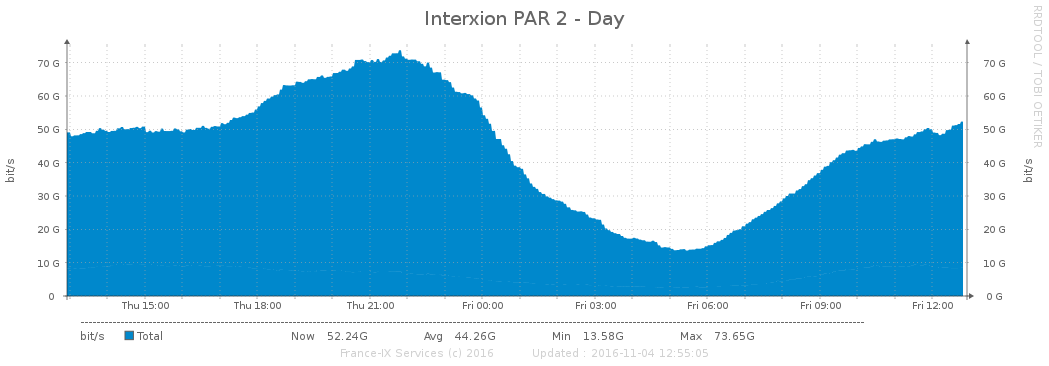 Interxion PAR 2 - Day
RRDTOOL / TOBI OETIKER
bit/s
70 G
60 G
50 G
40 G
30 G
20 G
10 G
0
70 G
60 G
50 G
40 G
30 G
20 G
10 G
0 G
bit/s
Thu 15:00 Thu 18:00 Thu 21:00 Fri 00:00 Fri 03:00 Fri 06:00 Fri 09:00 Fri 12:00
bit/s Total Now 52.24G Avg 44.26G Min 13.58G Max 73.65G
France-IX Services (c) 2016 Updated : 2016-11-04 12:55:05